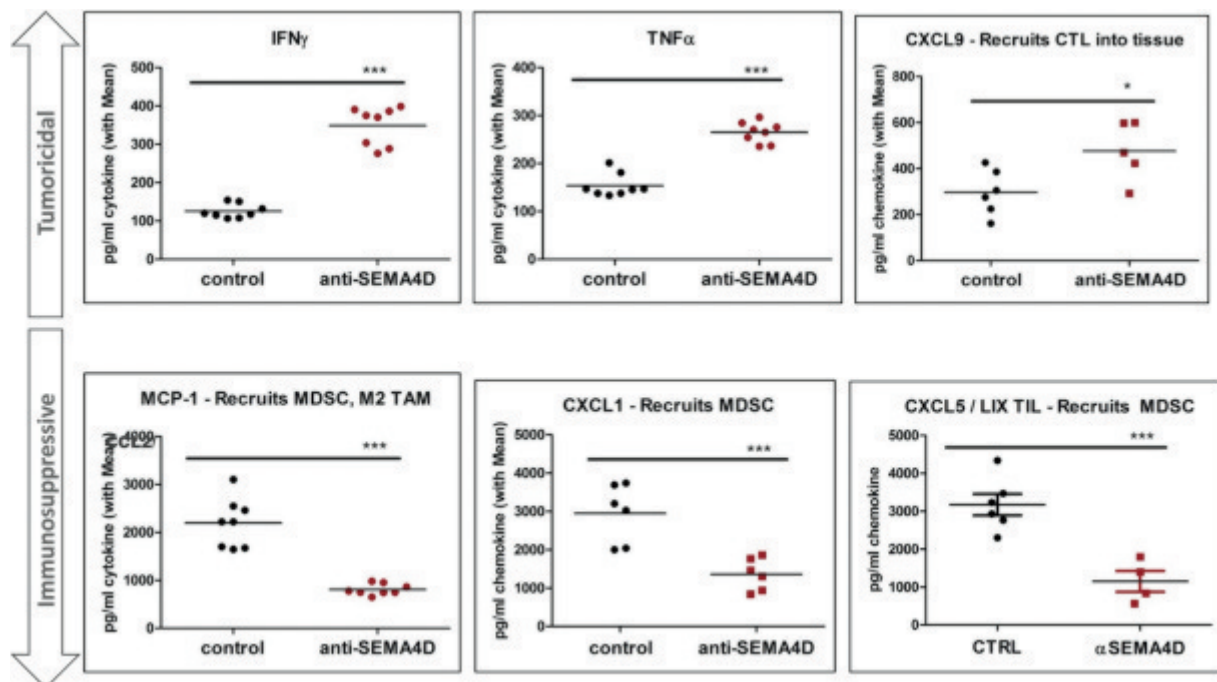 Tumoricidal
IFNγ
***
pg/ml cytokine (with Mean)
500
400
300
200
100
0
control
anti-SEMA4D
TNFα
***
pg/ml cytokine (with Mean)
400
300
200
100
0
control
anti-SEMA4D
CXCL9 - Recruits CTL into tissue
*
pg/ml chemokine (with Mean)
800
600
400
200
0
control
anti-SEMA4D
Immunosuppressive
MCP-1 - Recruits MDSC, M2 TAM
***
pg/ml cytokine (with Mean)
4000
3000
2000
1000
0
control
anti-SEMA4D
CXCL1 - Recruits MDSC
***
pg/ml chemokine (with Mean)
5000
4000
3000
2000
1000
0
control
anti-SEMA4D
CXCL5 / LIX TIL - Recruits MDSC
***
pg/ml chemokine
5000
4000
3000
2000
1000
0
CTRL
αSEMA4D